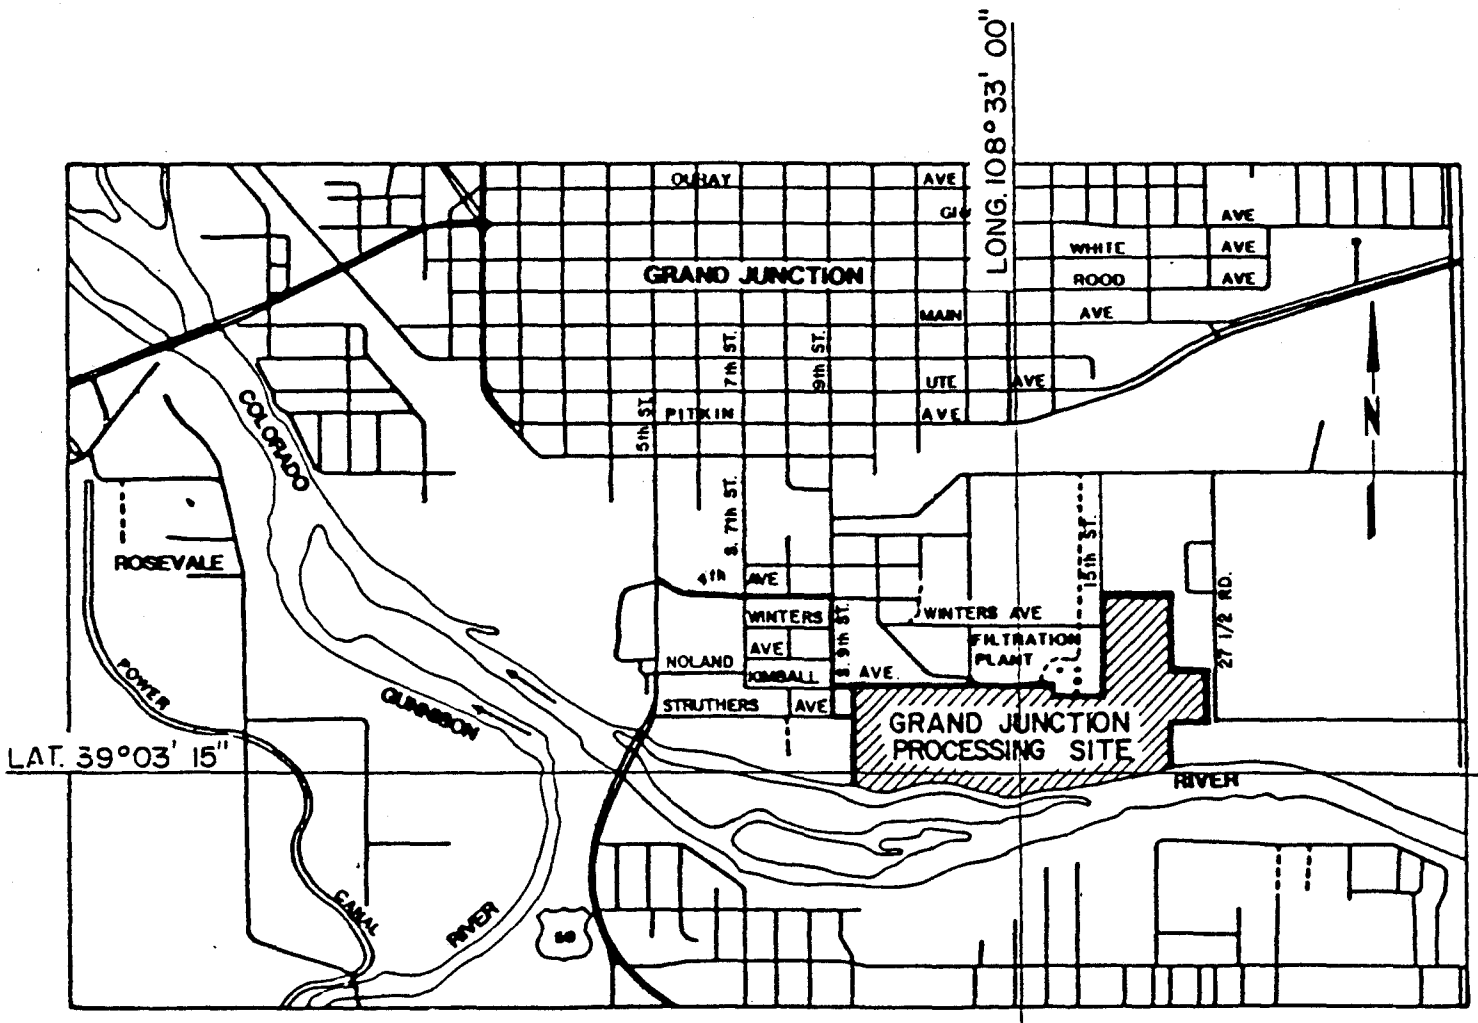 LONG. 108° 33' 00"
OURAY AVE
AVE
WHITE AVE
GRAND JUNCTION
ROOD AVE
MAIN AVE
7th ST.
9th ST.
UTE AVE
5th ST.
PITKIN AVE
N
COLORADO
S. 7th ST.
15th ST.
ROSEVALE
4th AVE
27 1/2 RD.
WINTERS
S. 9th ST.
WINTERS AVE
AVE
FILTRATION
PLANT
NOLAND
KIMBALL AVE.
POWER
GUNNISON
STRUTHERS AVE
GRAND JUNCTION
PROCESSING SITE
LAT. 39°03' 15"
RIVER
CANAL
RIVER
50